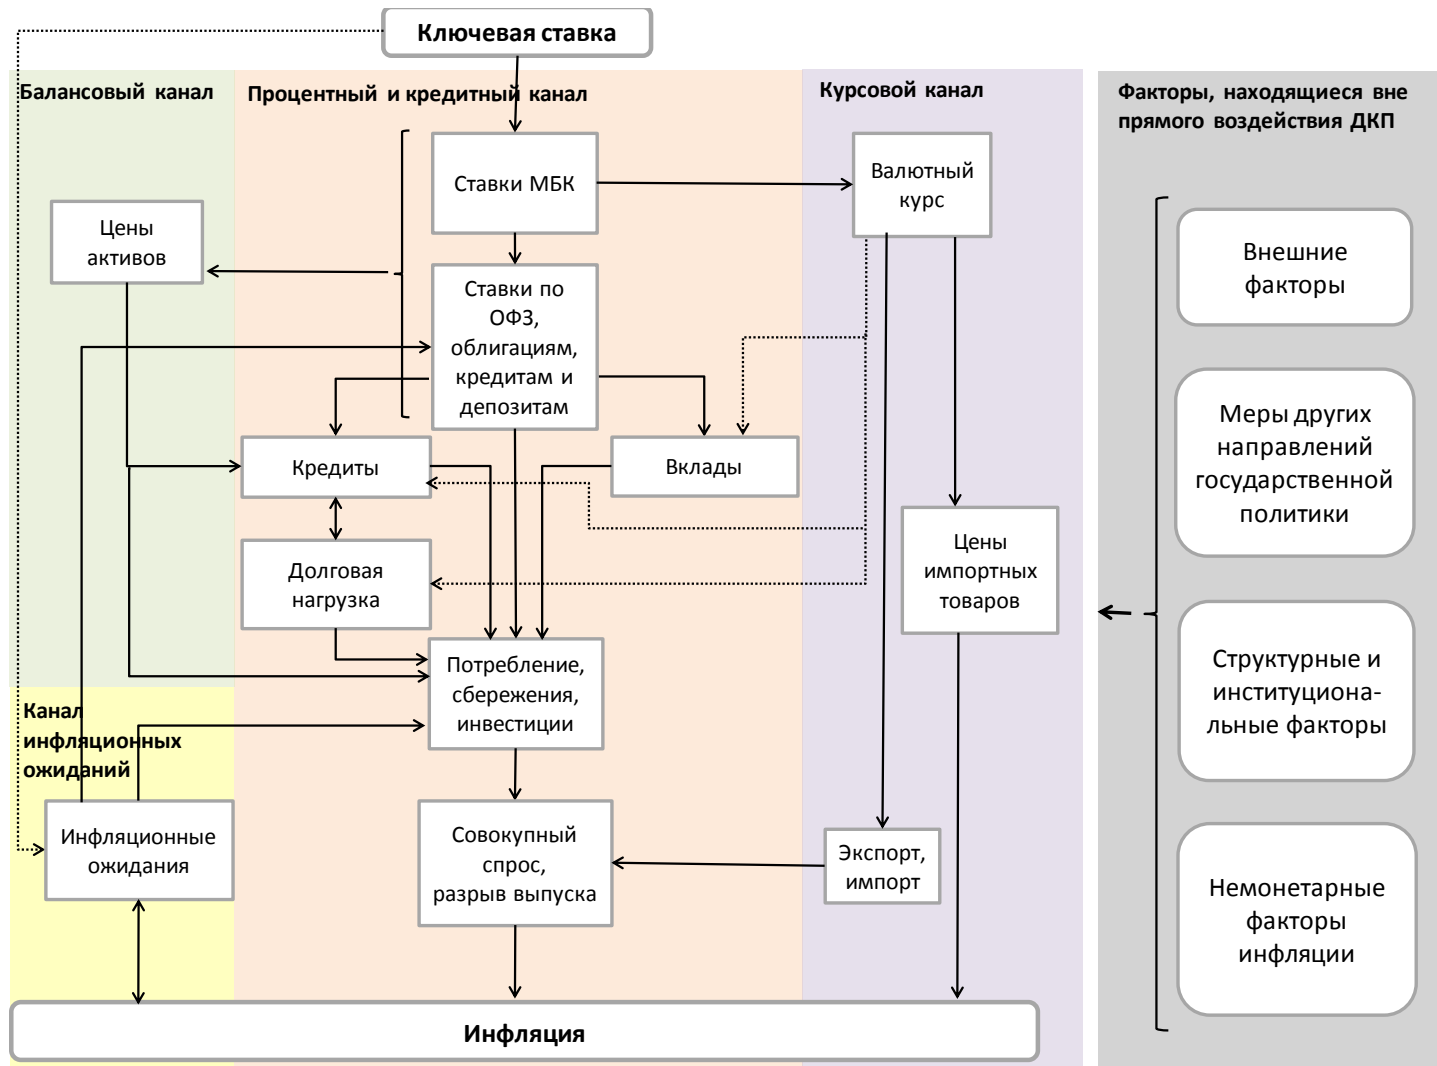 Ключевая ставка
Балансовый канал
Процентный и кредитный канал
Курсовой канал
Факторы, находящиеся вне
прямого воздействия ДКП
Ставки МБК
Валютный
курс
Цены
активов
Внешние
факторы
Ставки по
ОФЗ,
облигациям,
кредитам и
депозитам
Меры других
направлений
государственной
политики
Кредиты
Вклады
Долговая
нагрузка
Цены
импортных
товаров
Потребление,
сбережения,
инвестиции
Структурные и
институциона-
льные факторы
Канал
инфляционных
ожиданий
Инфляционные
ожидания
Совокупный
спрос,
разрыв выпуска
Экспорт,
импорт
Немонетарные
факторы
инфляции
Инфляция